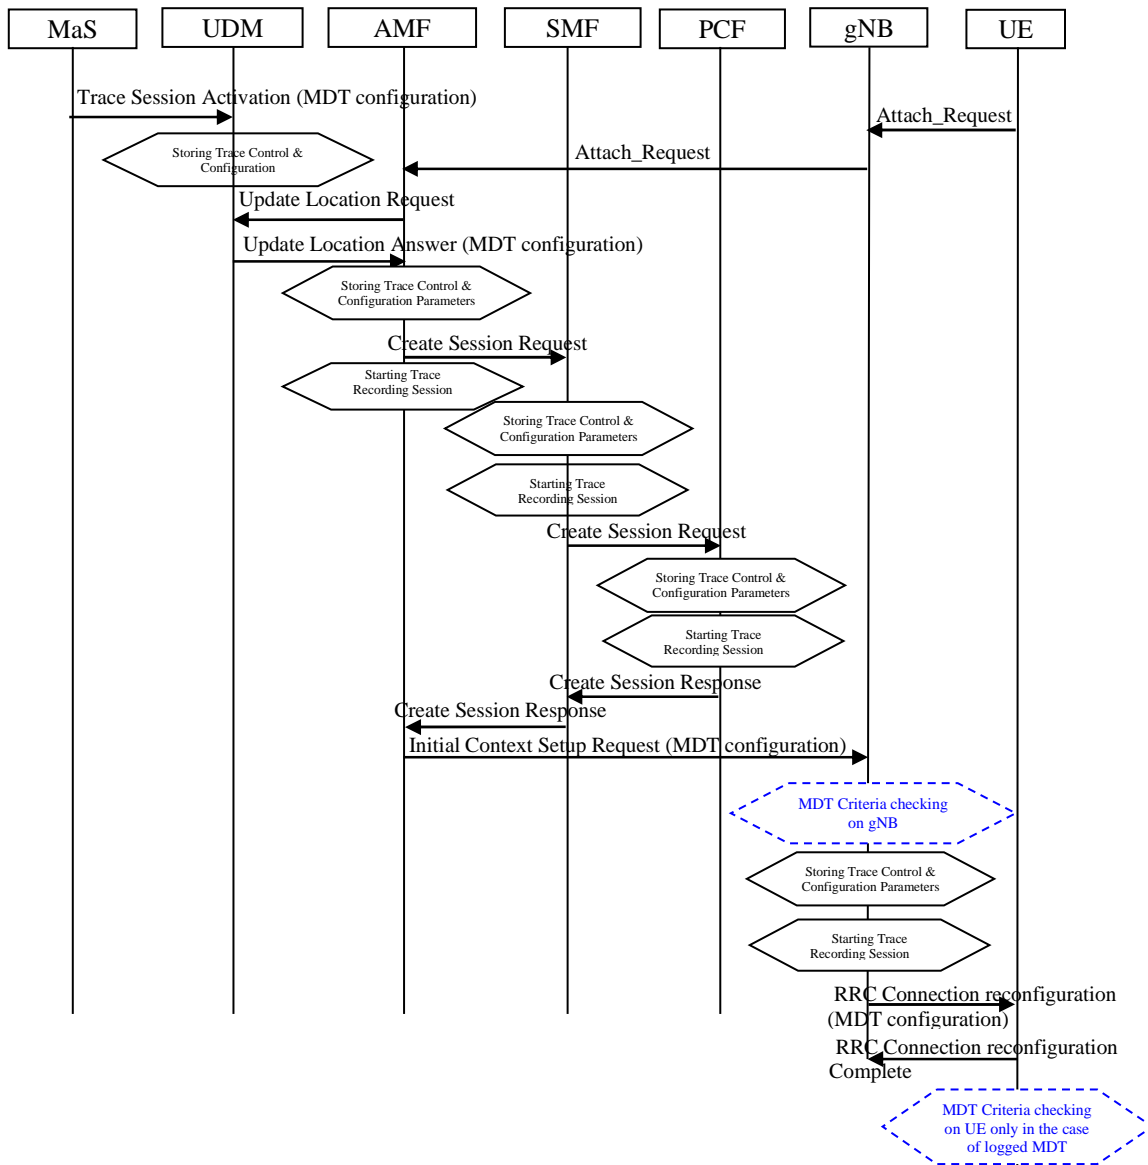 MaS
UDM
AMF
SMF
PCF
gNB
UE
Trace Session Activation (MDT configuration)
Attach_Request
Storing Trace Control &
Configuration
Attach_Request
Update Location Request
Update Location Answer (MDT configuration)
Storing Trace Control &
Configuration Parameters
Create Session Request
Starting Trace
Recording Session
Storing Trace Control &
Configuration Parameters
Starting Trace
Recording Session
Create Session Request
Storing Trace Control &
Configuration Parameters
Starting Trace
Recording Session
Create Session Response
Create Session Response
Initial Context Setup Request (MDT configuration)
MDT Criteria checking
on gNB
Storing Trace Control &
Configuration Parameters
Starting Trace
Recording Session
RRC Connection reconfiguration
(MDT configuration)
RRC Connection reconfiguration
Complete
MDT Criteria checking
on UE only in the case
of logged MDT